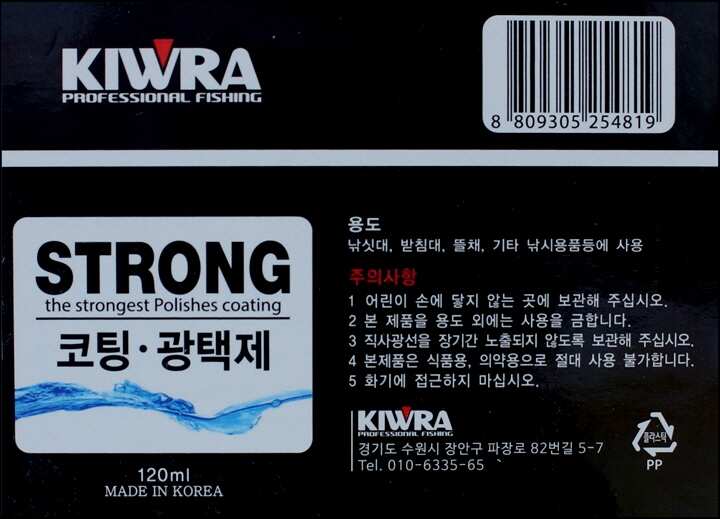 KIWRA
PROFESSIONAL FISHING
8 809305 254819
STRONG
the strongest Polishes coating
코팅·광택제
120ml
MADE IN KOREA
용도
낚싯대, 받침대, 뜰채, 기타 낚시용품등에 사용
주의사항
1 어린이 손에 닿지 않는 곳에 보관해 주십시오.
2 본 제품을 용도 외에는 사용을 금합니다.
3 직사광선을 장기간 노출되지 않도록 보관해 주십시오.
4 본제품은 식품용, 의약용으로 절대 사용 불가합니다.
5 화기에 접근하지 마십시오.
KIWRA
PROFESSIONAL FISHING
경기도 수원시 장안구 파장로 82번길 5-7
Tel. 010-6335-65
플라스틱
PP